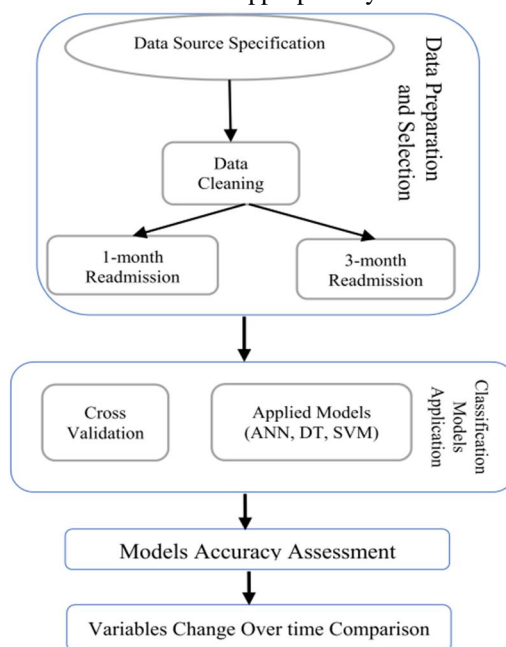 Data Source Specification
Data Preparation
and Selection
Data
Cleaning
1-month
Readmission
3-month
Readmission
Cross
Validation
Applied Models
(ANN, DT, SVM)
Classification
Models
Application
Models Accuracy Assessment
Variables Change Over time Comparison